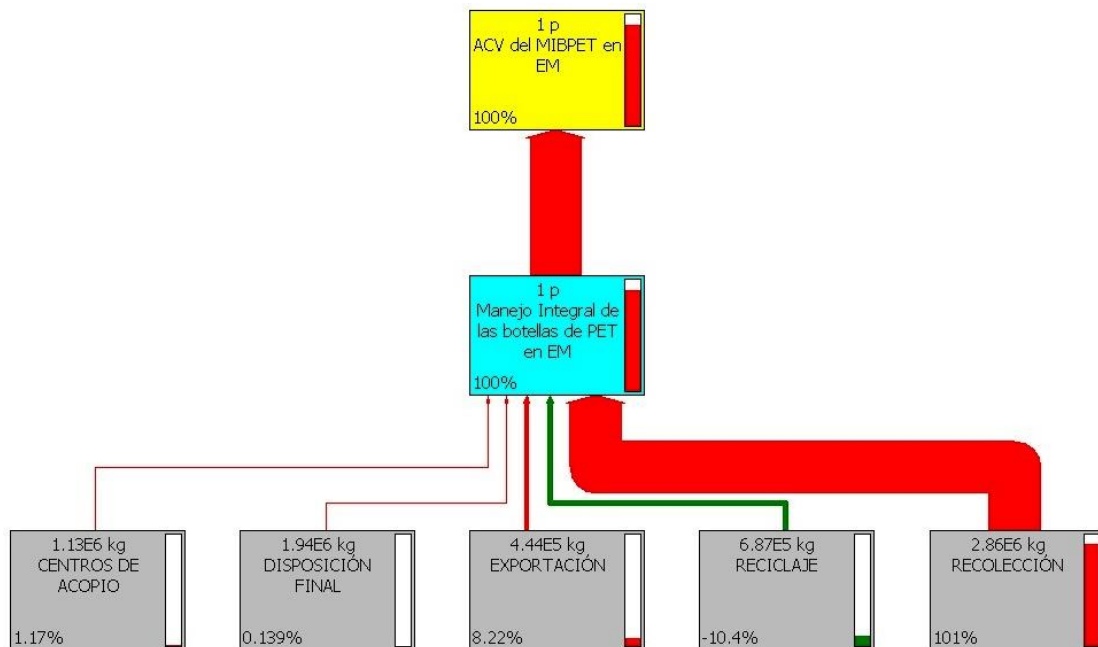 1 p
ACV del MIBPET en
EM
100%
1 p
Manejo Integral de
las botellas de PET
en EM
100%
1.13E6 kg
CENTROS DE
ACOPIO
1.17%
1.94E6 kg
DISPOSICIÓN
FINAL
0.139%
4.44E5 kg
EXPORTACIÓN
8.22%
6.87E5 kg
RECICLAJE
-10.4%
2.86E6 kg
RECOLECCIÓN
101%